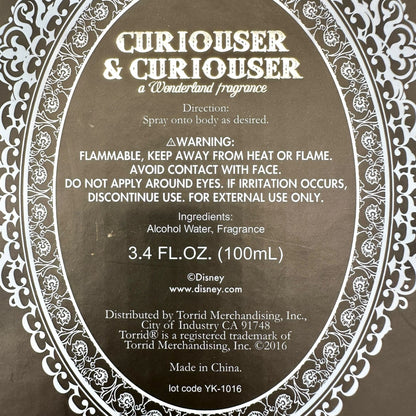 CURIOUSER
& CURIOUSER
a Wonderland fragrance
Direction:
Spray onto body as desired.
⚠WARNING:
FLAMMABLE, KEEP AWAY FROM HEAT OR FLAME.
AVOID CONTACT WITH FACE.
DO NOT APPLY AROUND EYES. IF IRRITATION OCCURS,
DISCONTINUE USE. FOR EXTERNAL USE ONLY.
Ingredients:
Alcohol Water, Fragrance
3.4 FL.OZ. (100mL)
©Disney
www.disney.com
Distributed by Torrid Merchandising, Inc.,
City of Industry CA 91748
Torrid® is a registered trademark of
Torrid Merchandising, Inc. ©2016
Made in China.
lot code YK-1016